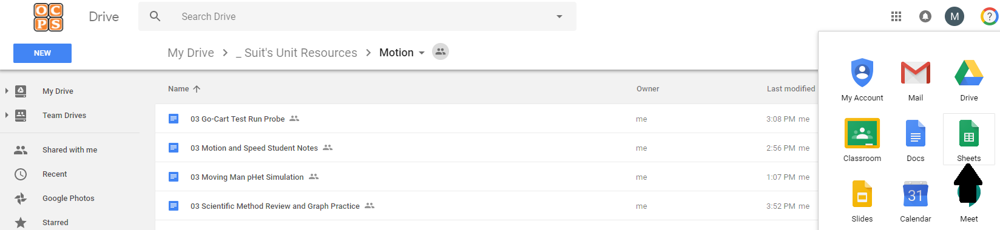 OC
PS
Drive
Search Drive
M
?
NEW
My Drive > _ Suit's Unit Resources > Motion
My Drive
Team Drives
Shared with me
Recent
Google Photos
Starred
Name Owner Last modified
03 Go-Cart Test Run Probe me 3:08 PM me
03 Motion and Speed Student Notes me 2:56 PM me
03 Moving Man pHet Simulation me 1:07 PM me
03 Scientific Method Review and Graph Practice me 3:52 PM me
My Account Mail Drive
Classroom Docs Sheets
31
Slides Calendar Meet